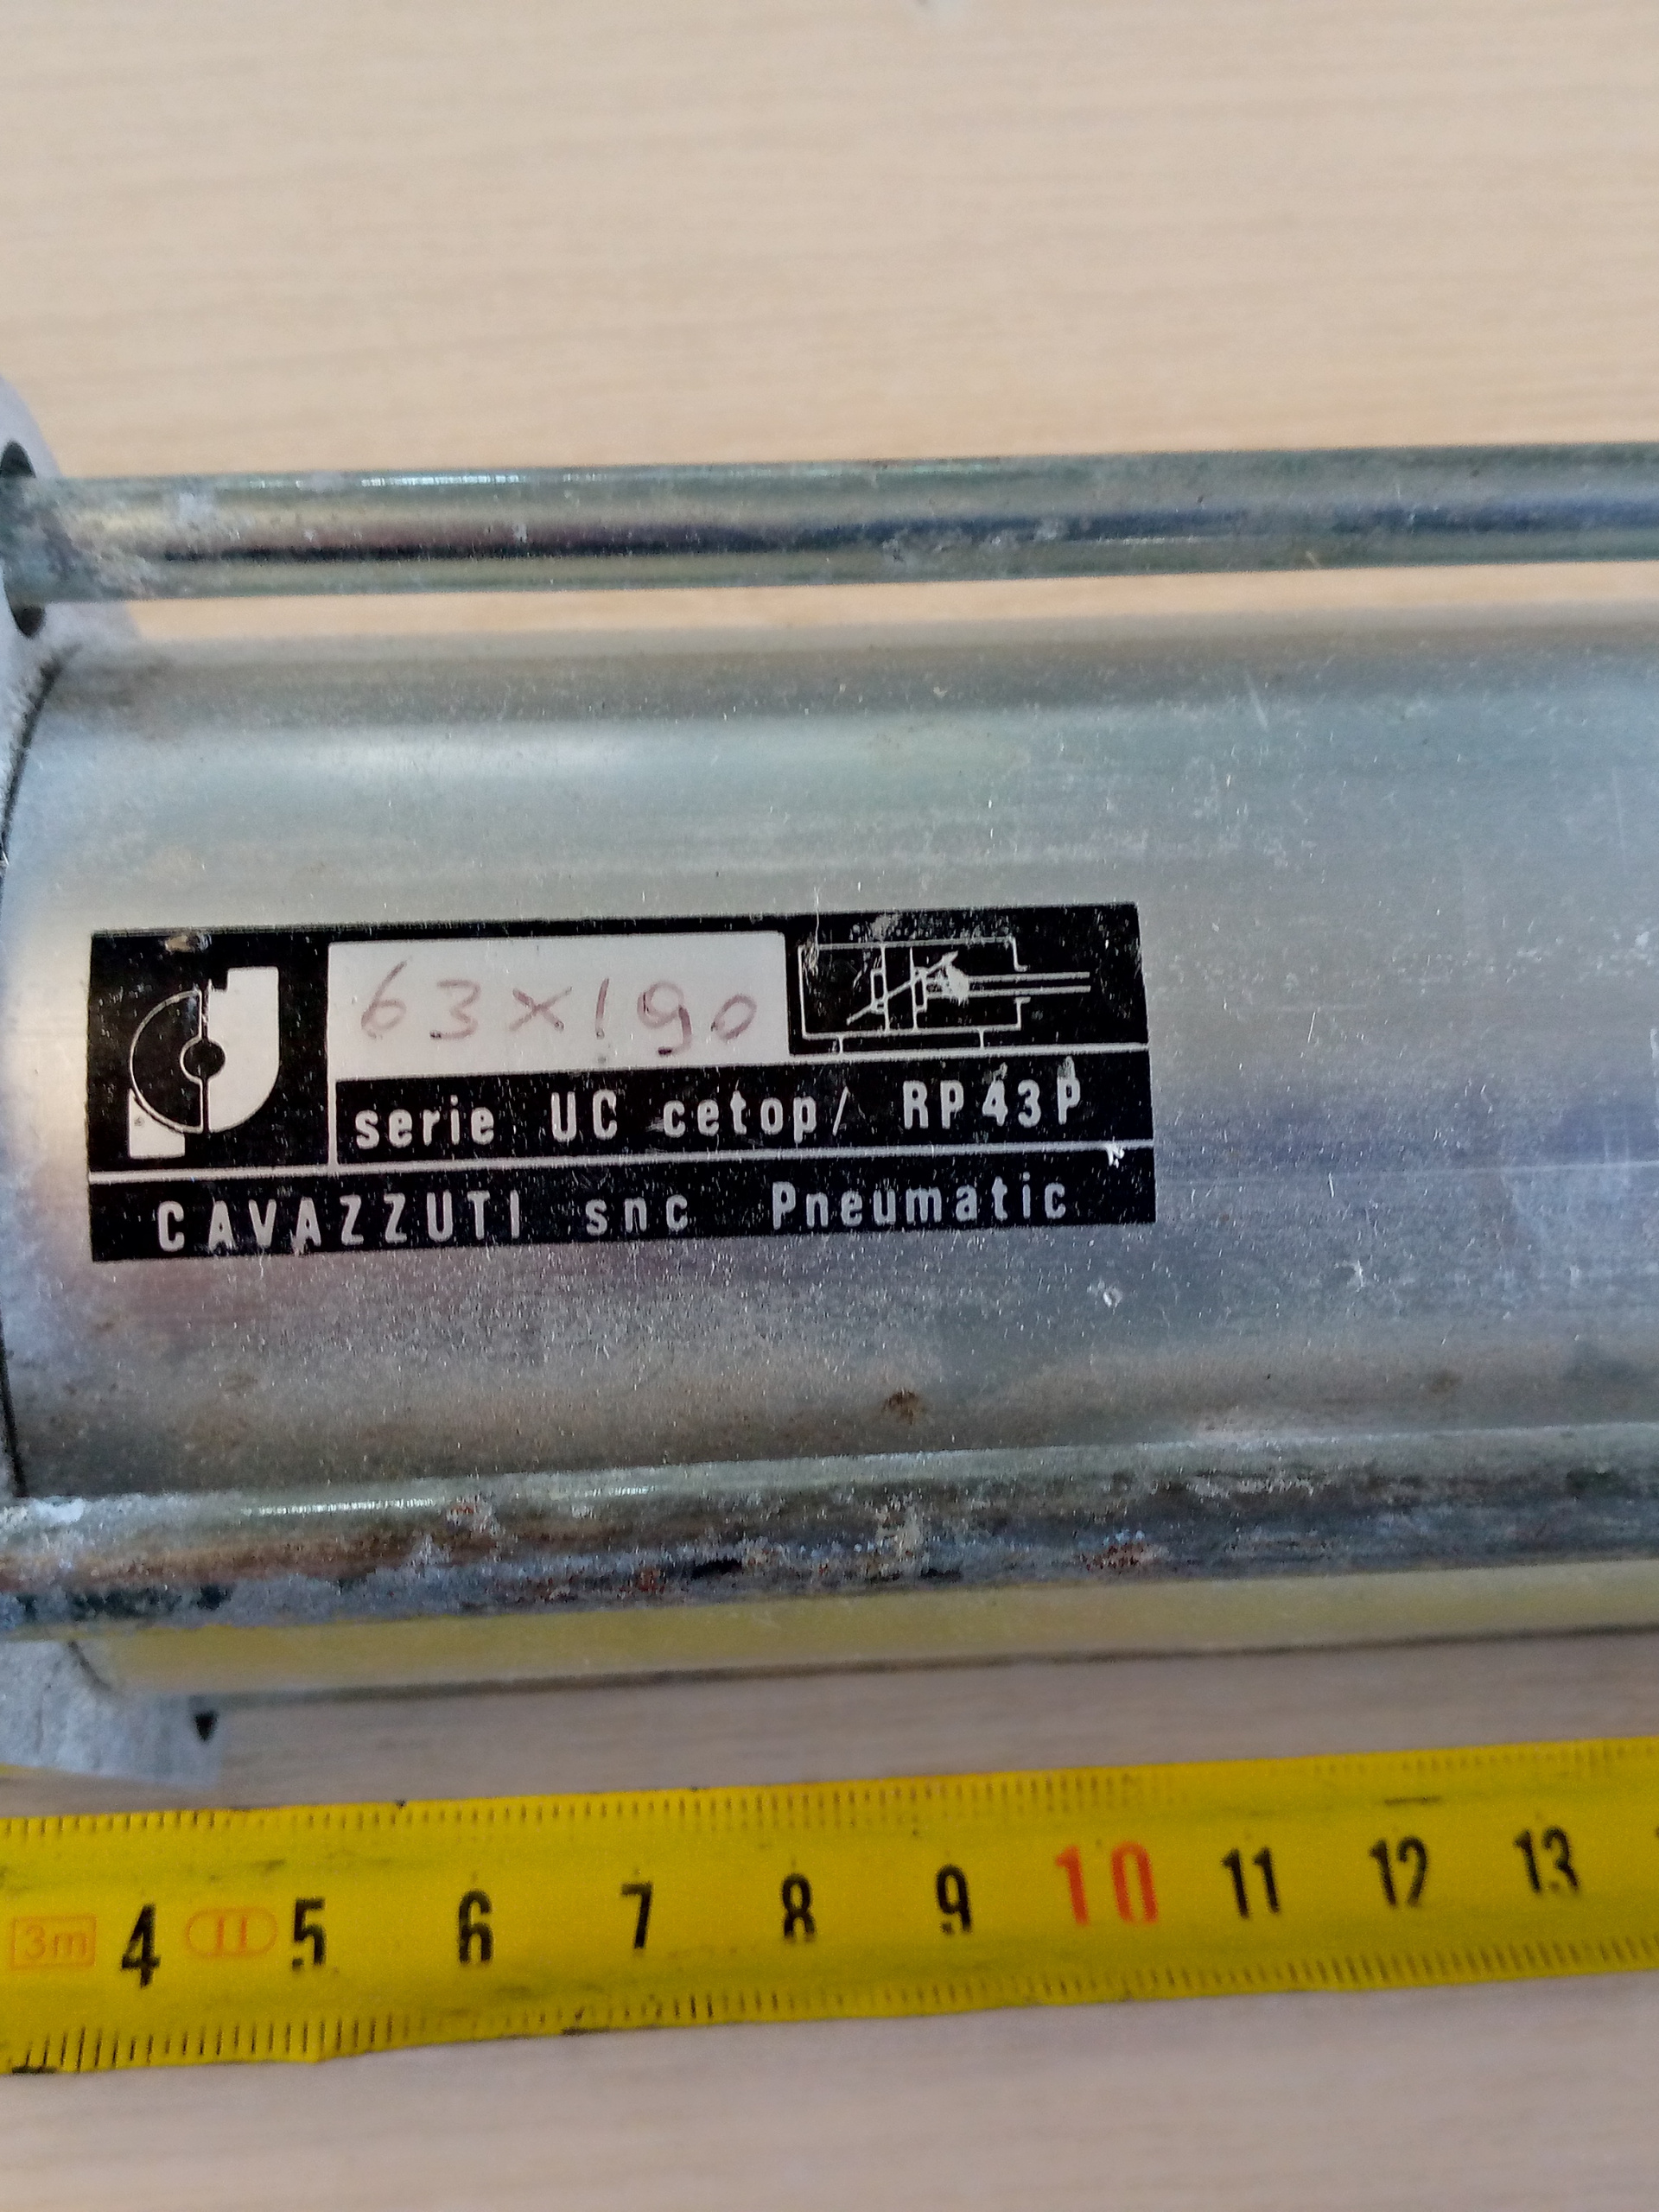 63x190
serie UC cetop/ RP43P
CAVAZZUTI snc Pneumatic
3m 4 II 5 6 7 8 9 10 11 12 13